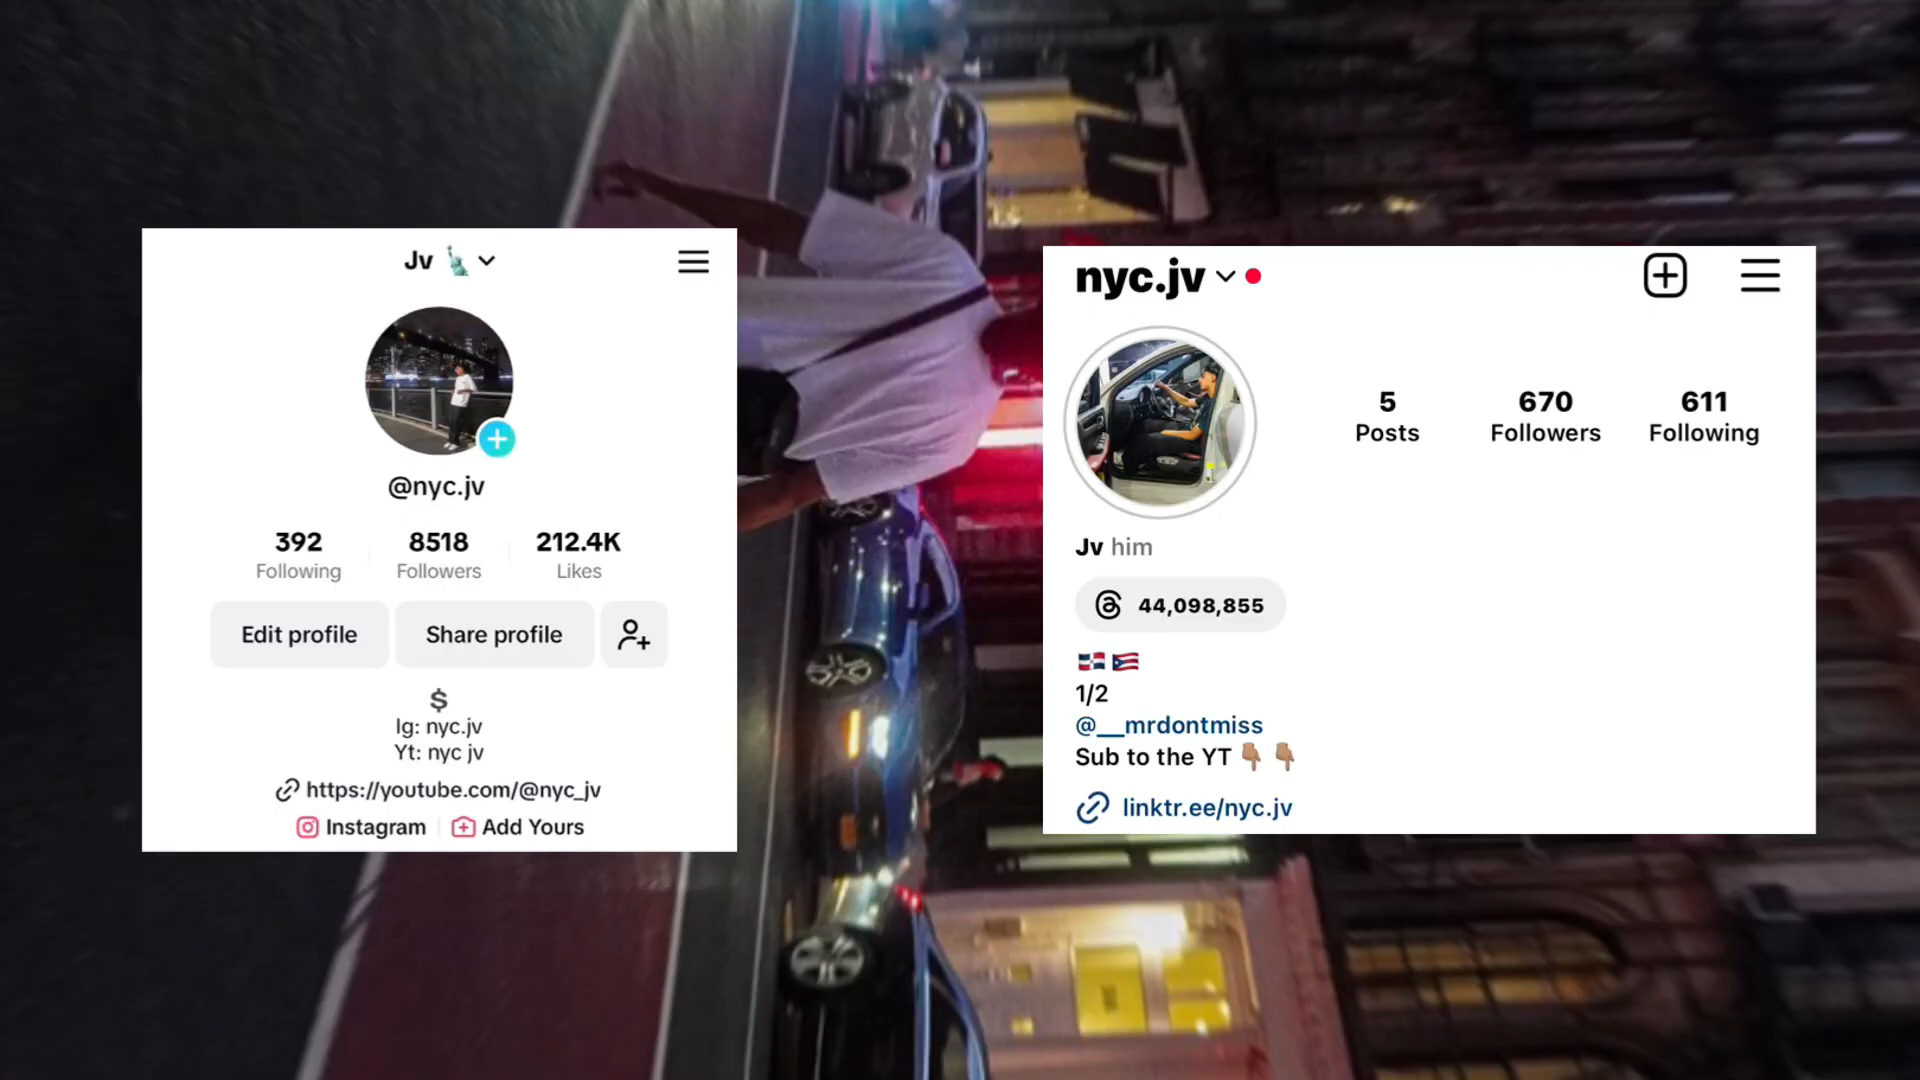 Jv 🗽
@nyc.jv
392 8518 212.4K
Following Followers Likes
Edit profile Share profile
$
Ig: nyc.jv
Yt: nyc jv
https://youtube.com/@nyc_jv
Instagram Add Yours
nyc.jv
5 670 611
Posts Followers Following
Jv him
44,098,855
🇩🇴🇵🇷
1/2
@__mrdontmiss
Sub to the YT 👇🏽👇🏽
linktr.ee/nyc.jv